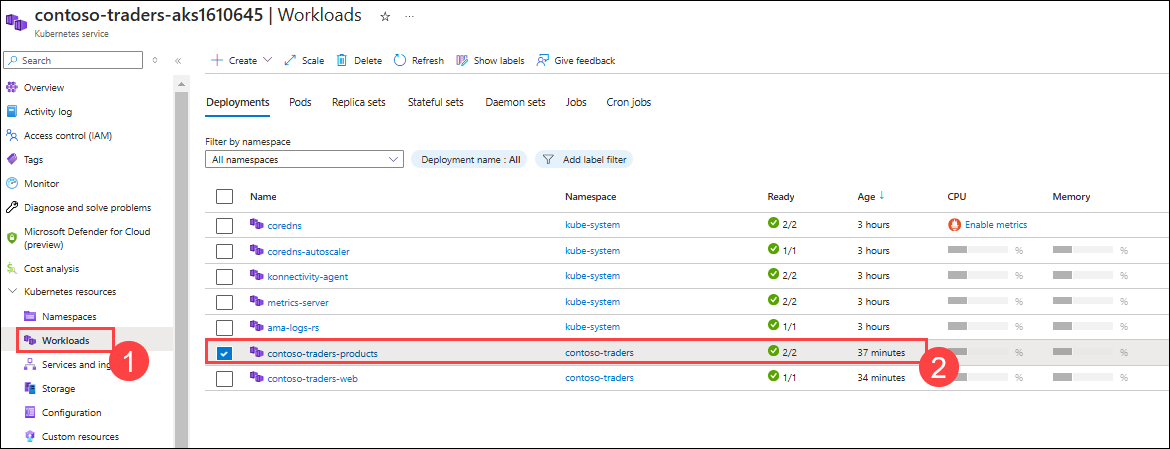 contoso-traders-aks1610645 | Workloads ☆ ...
Kubernetes service
Search
«
+ Create Scale Delete Refresh Show labels Give feedback
Overview
Activity log
Access control (IAM)
Tags
Monitor
Diagnose and solve problems
Microsoft Defender for Cloud
(preview)
Cost analysis
Kubernetes resources
Namespaces
Workloads
1
Services and ing
Storage
Configuration
Custom resources
Deployments Pods Replica sets Stateful sets Daemon sets Jobs Cron jobs
Filter by namespace
All namespaces Deployment name : All Add label filter
Name Namespace Ready Age ↓ CPU Memory
coredns kube-system 2/2 3 hours Enable metrics
coredns-autoscaler kube-system 1/1 3 hours % %
konnectivity-agent kube-system 2/2 3 hours % %
metrics-server kube-system 2/2 3 hours % %
ama-logs-rs kube-system 1/1 3 hours % %
contoso-traders-products contoso-traders 2/2 37 minutes % %
2
contoso-traders-web contoso-traders 1/1 34 minutes % %